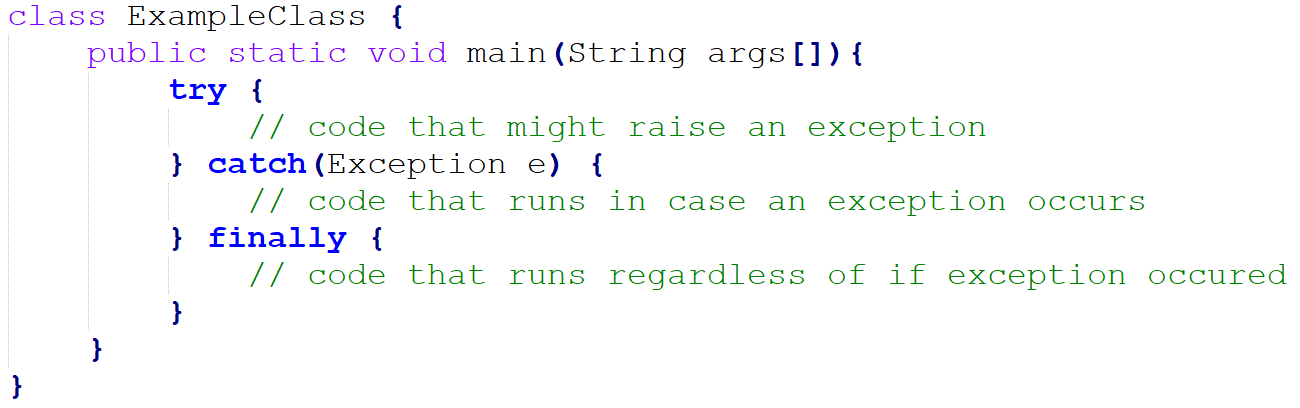 class ExampleClass {
public static void main(String args[]){
try {
// code that might raise an exception
} catch(Exception e) {
// code that runs in case an exception occurs
} finally {
// code that runs regardless of if exception occured
}
}
}